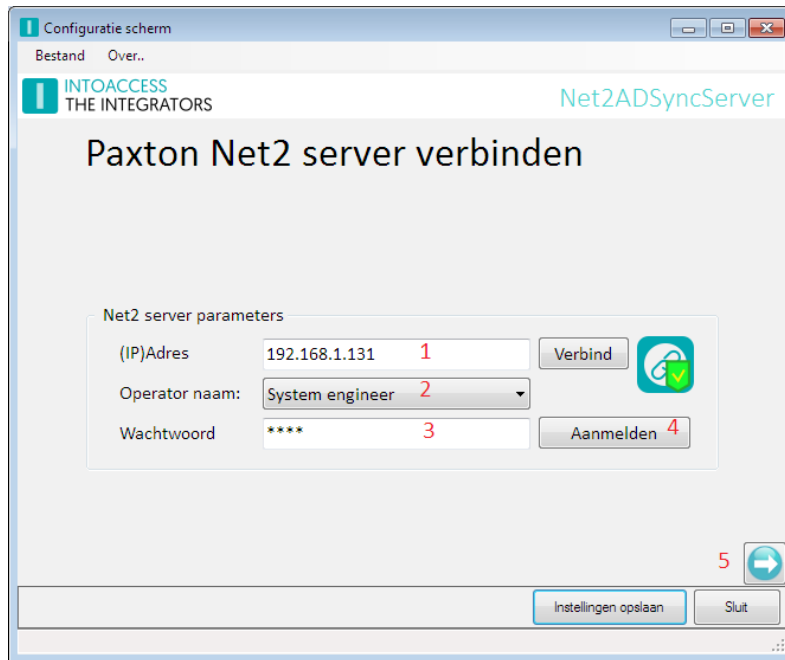 Configuratie scherm
Bestand Over..
INTOACCESS
THE INTEGRATORS
Net2ADSyncServer
Paxton Net2 server verbinden
Net2 server parameters
(IP)Adres 192.168.1.131 1 Verbind
Operator naam: System engineer 2
Wachtwoord **** 3 Aanmelden 4
5
Instellingen opslaan Sluit